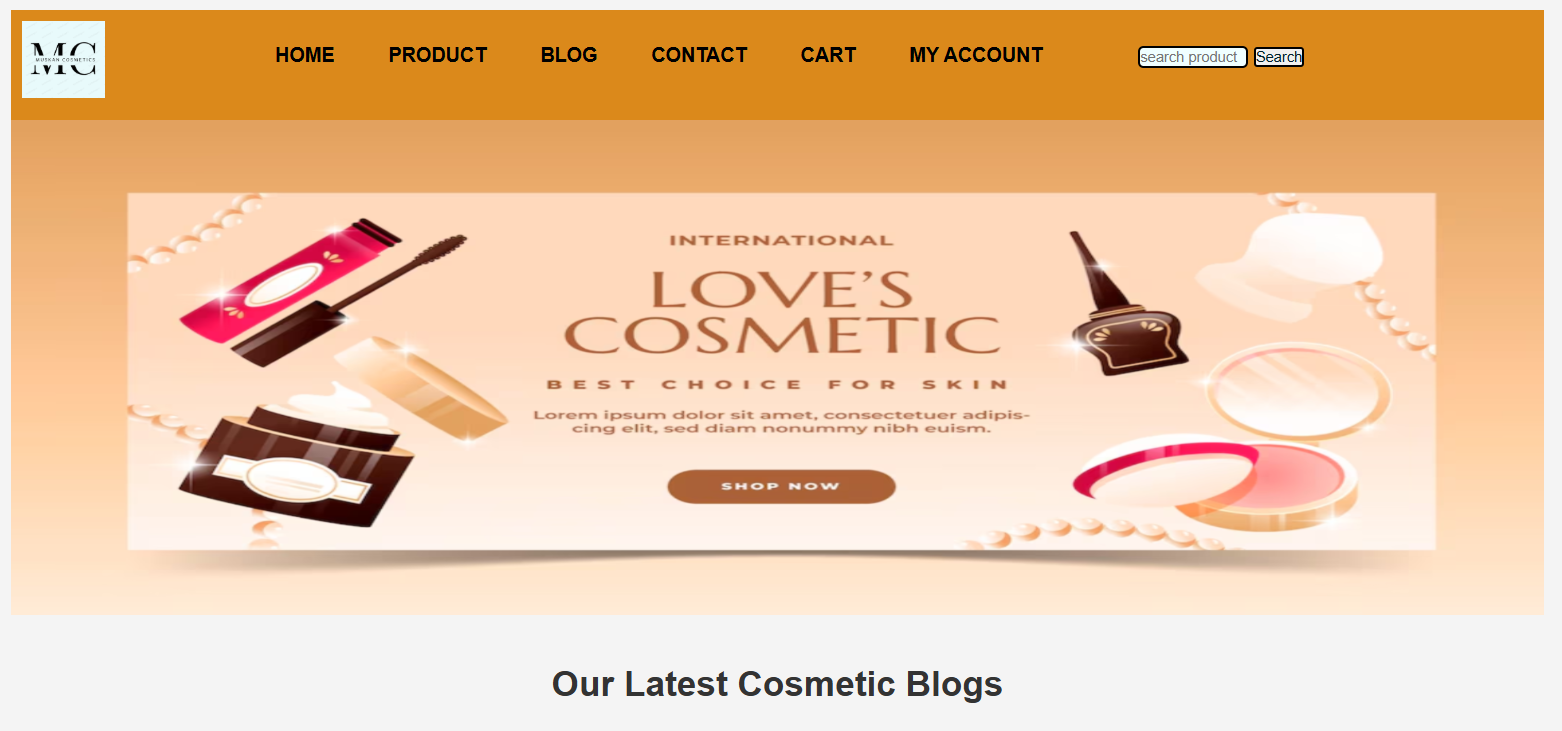 MC
MUSKAN COSMETICS
HOME PRODUCT BLOG CONTACT CART MY ACCOUNT search product Search
INTERNATIONAL
LOVE'S
COSMETIC
BEST CHOICE FOR SKIN
Lorem ipsum dolor sit amet, consectetuer adipis-
cing elit, sed diam nonummy nibh euism.
SHOP NOW
Our Latest Cosmetic Blogs